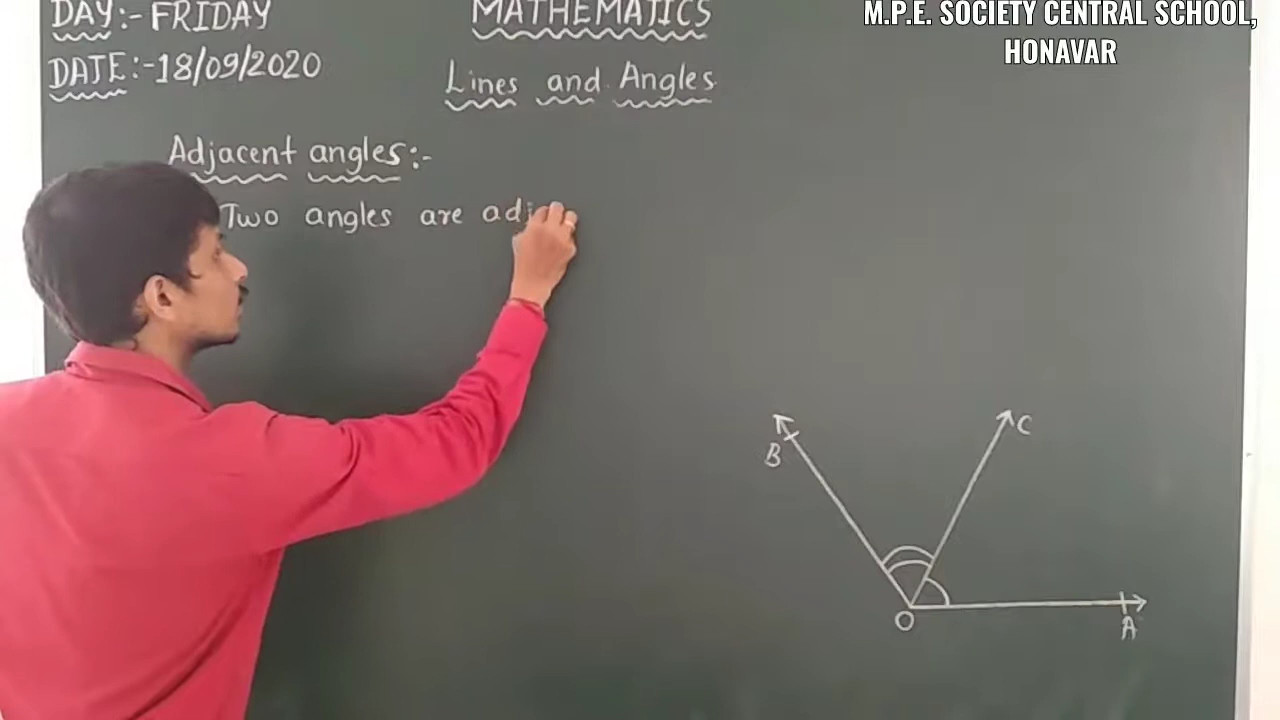 DAY:- FRIDAY
DATE:-18/09/2020
MATHEMATICS
Lines and Angles
M.P.E. SOCIETY CENTRAL SCHOOL,
HONAVAR
Adjacent angles:-
Two angles are adj
B
C
O
A